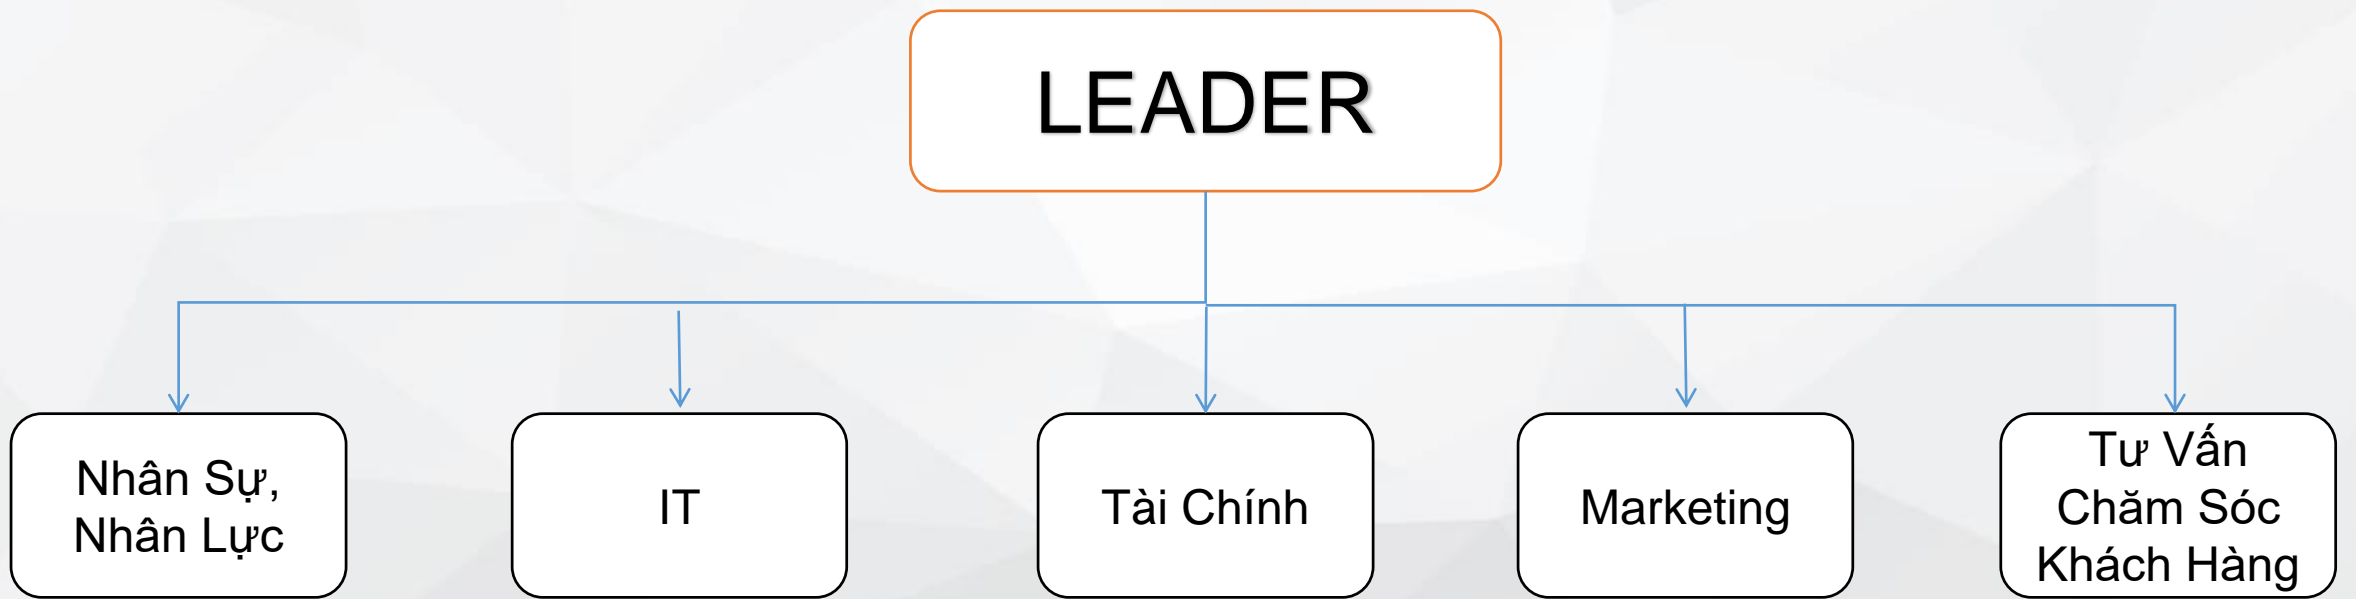 LEADER
Nhân Sự,
Nhân Lực
IT
Tài Chính
Marketing
Tư Vấn
Chăm Sóc
Khách Hàng